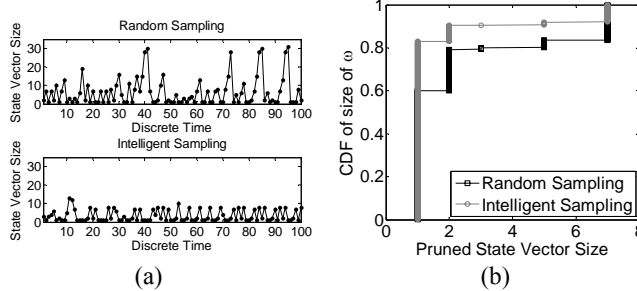 Random Sampling
State Vector Size
30
20
10
0
0 10 20 30 40 50 60 70 80 90 100
Discrete Time
Intelligent Sampling
State Vector Size
30
20
10
0
0 10 20 30 40 50 60 70 80 90 100
Discrete Time
(a)
CDF of size of ω
1
0.8
0.6
0.4
0.2
0
0 2 4 6 8
Random Sampling
Intelligent Sampling
Pruned State Vector Size
(b)